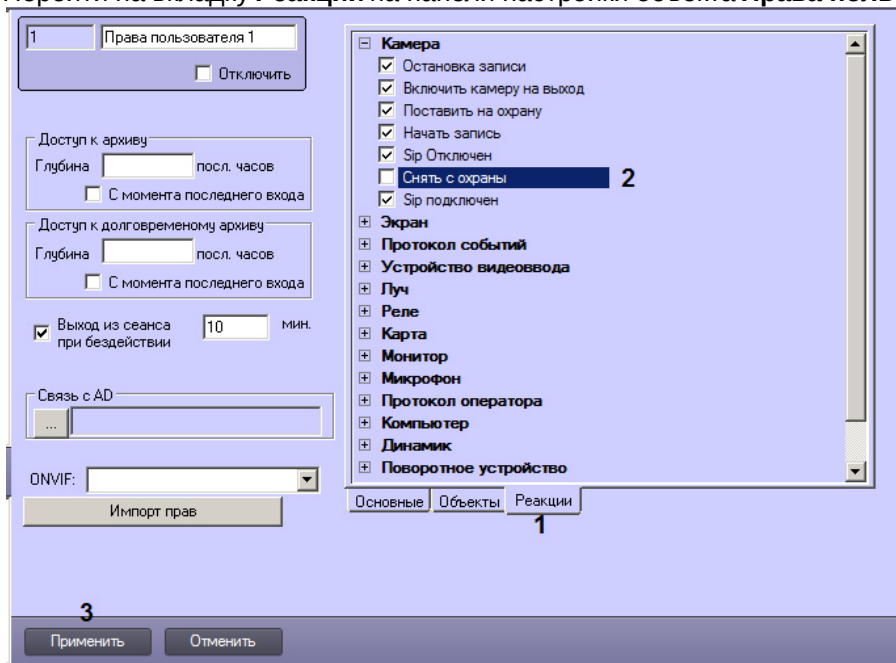 1
Права пользователя 1
Отключить
Доступ к архиву
Глубина посл. часов
С момента последнего входа
Доступ к долговременому архиву
Глубина посл. часов
С момента последнего входа
Выход из сеанса 10 мин.
при бездействии
Связь с AD
...
ONVIF:
Импорт прав
Камера
Остановка записи
Включить камеру на выход
Поставить на охрану
Начать запись
Sip Отключен
Снять с охраны 2
Sip подключен
Экран
Протокол событий
Устройство видеоввода
Луч
Реле
Карта
Монитор
Микрофон
Протокол оператора
Компьютер
Динамик
Поворотное устройство
Основные Объекты Реакции
1
3
Применить Отменить